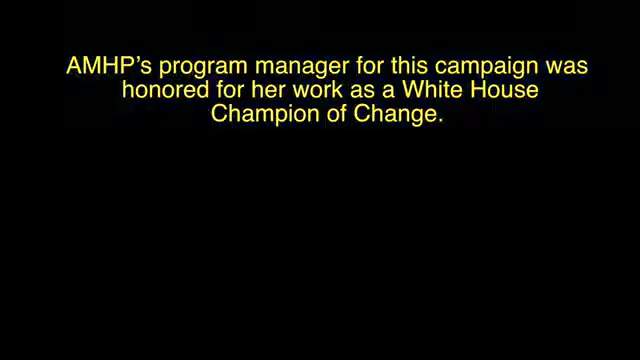 AMHP’s program manager for this campaign was
honored for her work as a White House
Champion of Change.